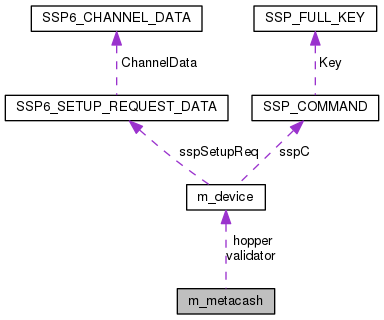 SSP6_CHANNEL_DATA
SSP_FULL_KEY
ChannelData
Key
SSP6_SETUP_REQUEST_DATA
SSP_COMMAND
sspSetupReq
sspC
m_device
hopper
validator
m_metacash